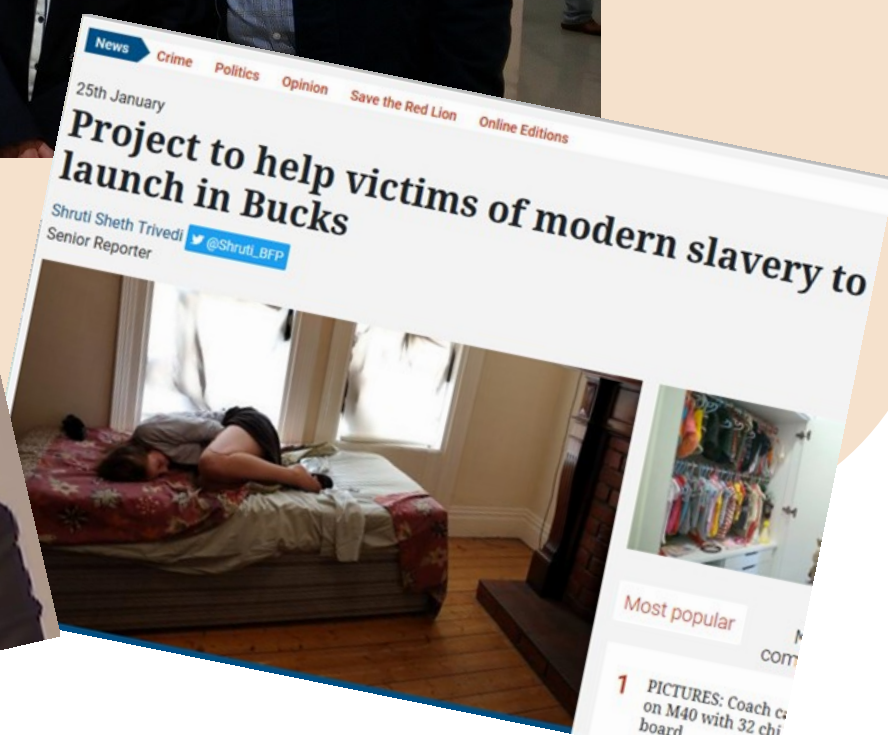 News
Crime
Politics
Opinion
Save the Red Lion
Online Editions
25th January
Project to help victims of modern slavery to
launch in Bucks
Shruti Sheth Trivedi
@Shruti_BFP
Senior Reporter
Most popular
1
PICTURES: Coach
on M40 with 32
board